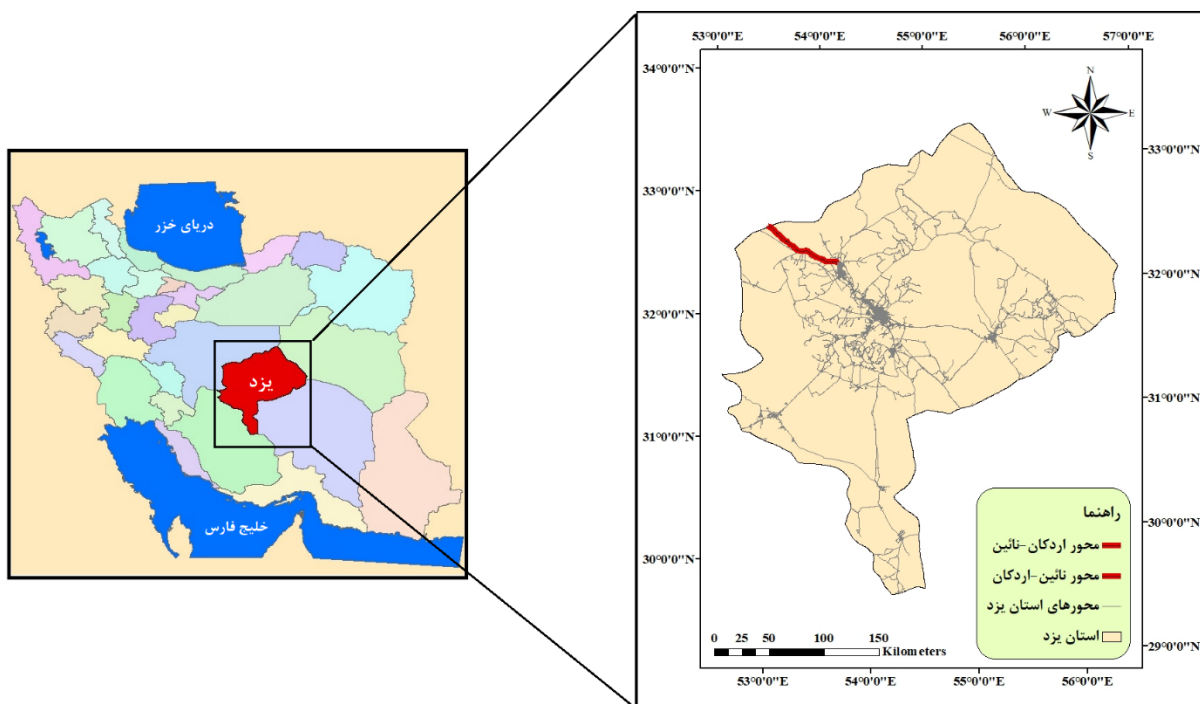 دریای خزر
یزد
خلیج فارس
53°0'0"E 54°0'0"E 55°0'0"E 56°0'0"E 57°0'0"E
34°0'0"N
33°0'0"N
32°0'0"N
31°0'0"N
30°0'0"N
33°0'0"N
32°0'0"N
31°0'0"N
30°0'0"N
29°0'0"N
N
W E
S
راهنما
محور اردکان-نائین
محور نائین-اردکان
محورهای استان یزد
استان یزد
0 25 50 100 150
Kilometers
53°0'0"E 54°0'0"E 55°0'0"E 56°0'0"E